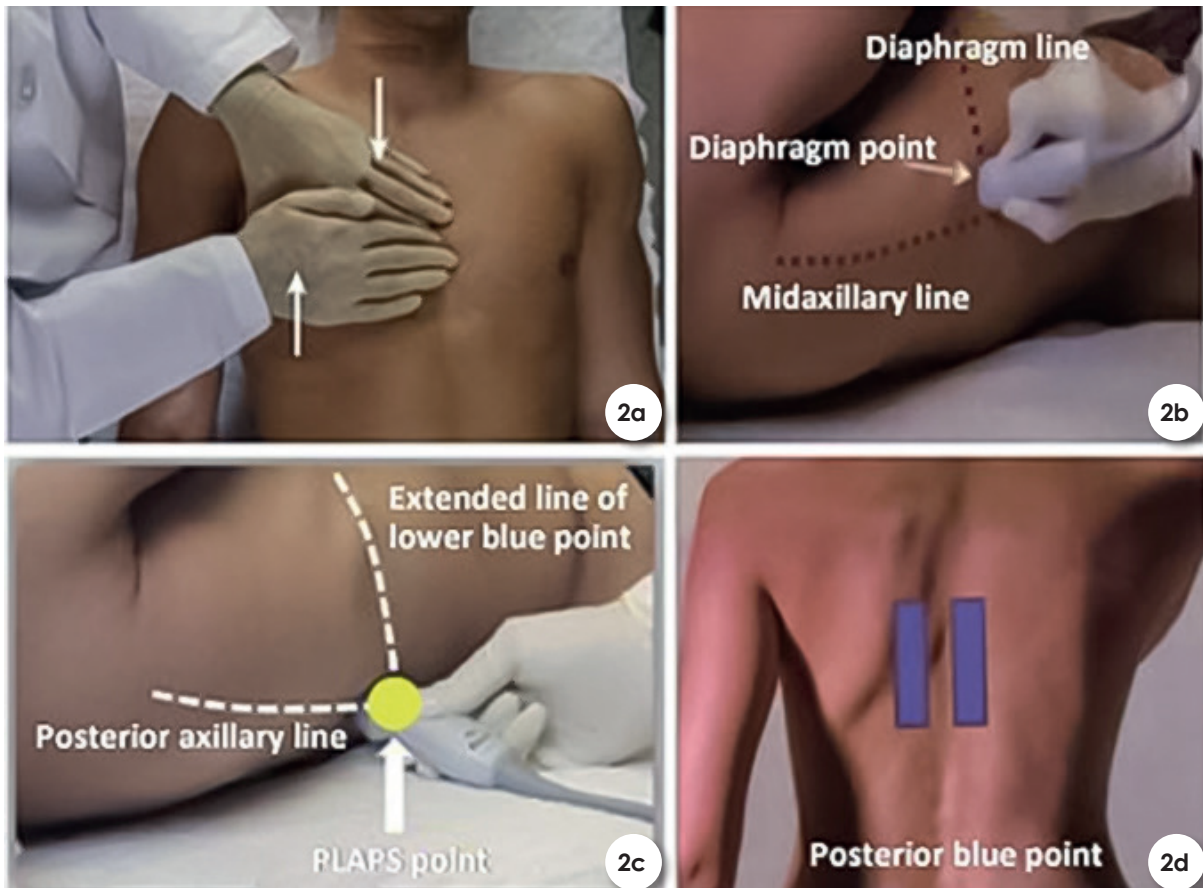 2a
Diaphragm line
Diaphragm point
Midaxillary line
2b
Extended line of
lower blue point
Posterior axillary line
PLAPS point
2c
Posterior blue point
2d